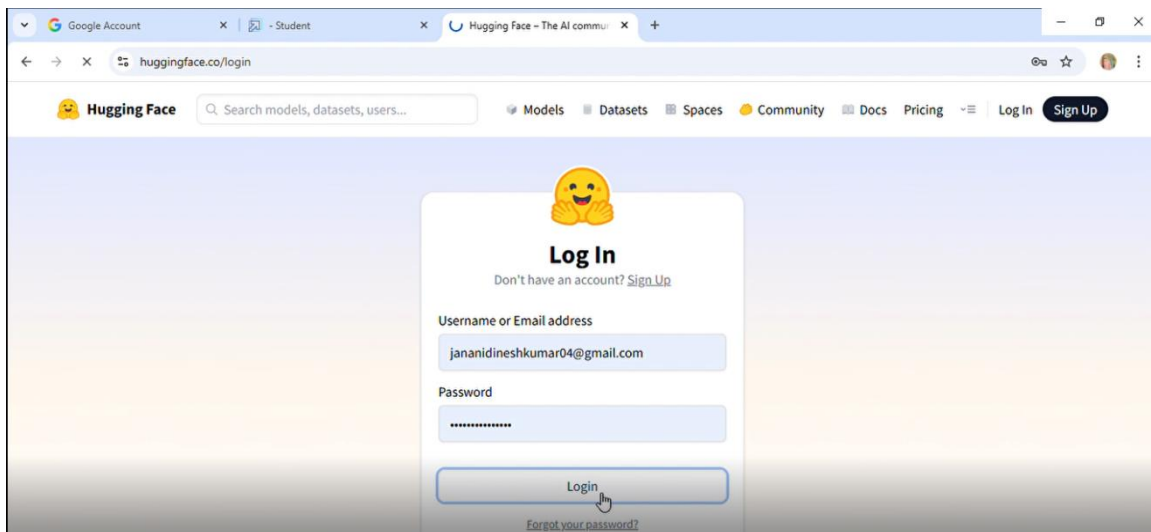 Google Account
- Student
Hugging Face – The AI commu
huggingface.co/login
Hugging Face
Search models, datasets, users...
Models
Datasets
Spaces
Community
Docs
Pricing
Log In
Sign Up
Log In
Don't have an account? Sign Up
Username or Email address
jananidineshkumar04@gmail.com
Password
•••••••••••••••
Login
Forgot your password?